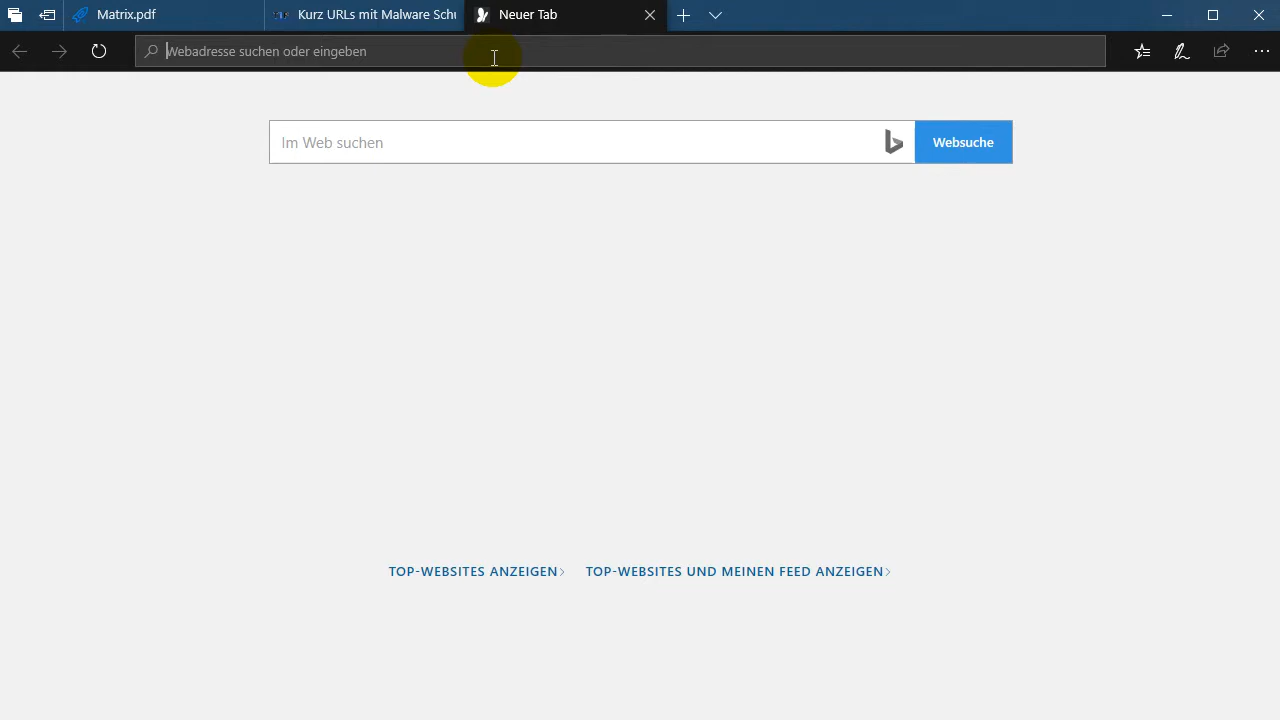 Matrix.pdf
Kurz URLs mit Malware Schu
Neuer Tab
Webadresse suchen oder eingeben
Im Web suchen
Websuche
TOP-WEBSITES ANZEIGEN
TOP-WEBSITES UND MEINEN FEED ANZEIGEN